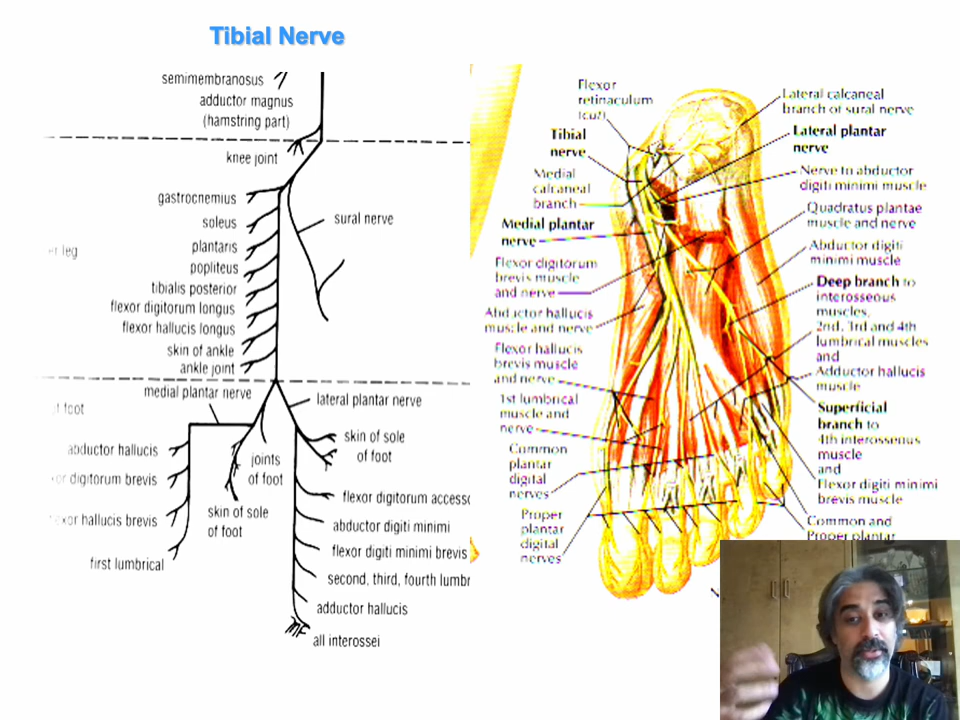 Tibial Nerve
semimembranosus
adductor magnus
(hamstring part)
knee joint
gastrocnemius
soleus
sural nerve
plantaris
er leg
popliteus
tibialis posterior
flexor digitorum longus
flexor hallucis longus
skin of ankle
ankle joint
medial plantar nerve
lateral plantar nerve
foot
skin of sole
of foot
abductor hallucis
joints
of foot
digitorum brevis
flexor digitorum accesso
skin of sole
of foot
hallucis brevis
abductor digiti minimi
flexor digiti minimi brevis
first lumbrical
second, third, fourth lumbr
adductor hallucis
all interossei
Flexor
retinaculum
(cut)
Tibial
nerve
Medial
calcaneal
branch
Medial plantar
nerve
Flexor digitorum
brevis muscle
and nerve
Abductor hallucis
muscle and nerve
Flexor hallucis
brevis muscle
and nerve
1st lumbrical
muscle and
nerve
Common
plantar
digital
nerves
Proper
plantar
digital
nerves
Lateral calcaneal
branch of sural nerve
Lateral plantar
nerve
Nerve to abductor
digiti minimi muscle
Quadratus plantae
muscle and nerve
Abductor digiti
minimi muscle
Deep branch to
interosseous
muscles,
2nd, 3rd and 4th
lumbrical muscles
and
Adductor hallucis
muscle
Superficial
branch to
4th interosseous
muscle
and
Flexor digiti minimi
brevis muscle
Common and
Proper plantar